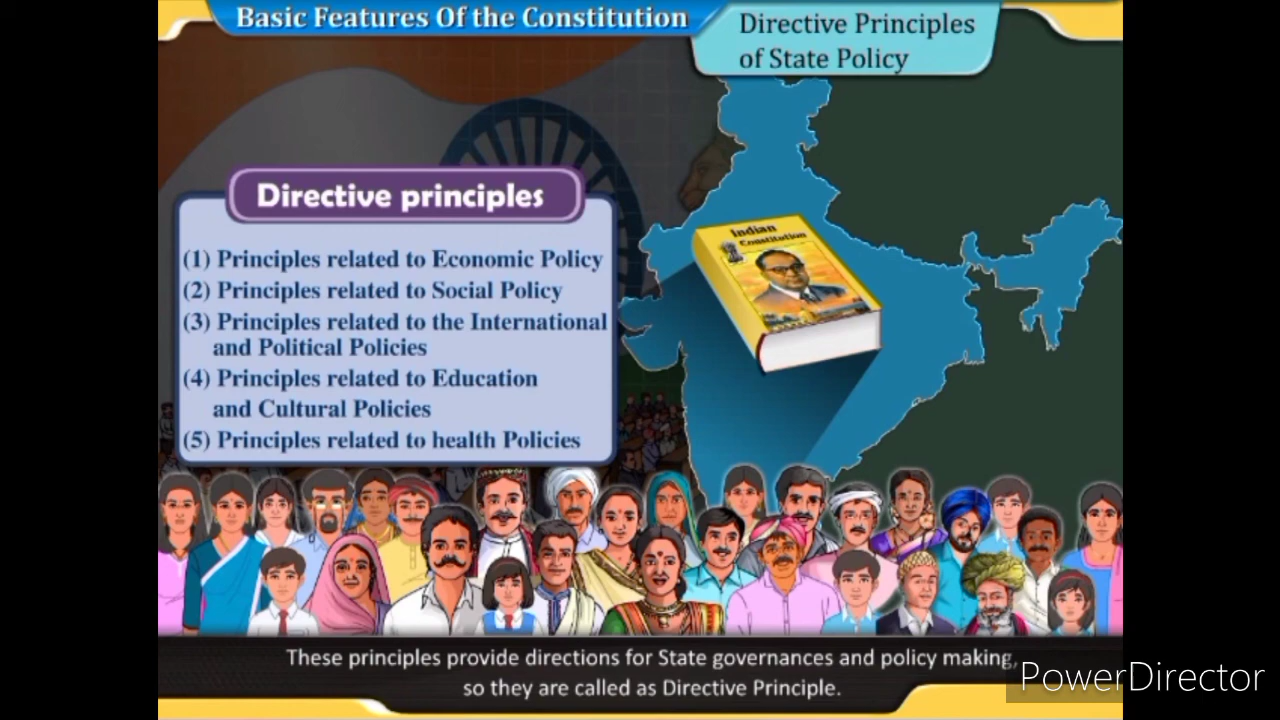 Basic Features Of the Constitution
Directive Principles
of State Policy
Directive principles
(1) Principles related to Economic Policy
(2) Principles related to Social Policy
(3) Principles related to the International
and Political Policies
(4) Principles related to Education
and Cultural Policies
(5) Principles related to health Policies
Indian
Constitution
These principles provide directions for State governances and policy making,
so they are called as Directive Principle.
PowerDirector